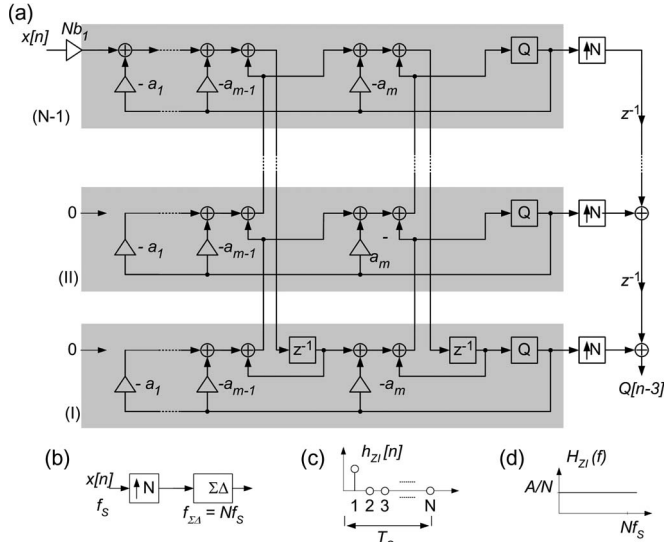 (a)
x[n] Nb1
Q ↑N
- a1 -am-1 -am
(N-1)
z-1
0 Q ↑N
- a1 -am-1 - am
(II)
z-1
0 z-1 z-1 Q ↑N
- a1 -am-1 -am
(I)
Q[n-3]
(b) (c) (d)
x[n] ↑N ΣΔ
fS fΣΔ = NfS
hZI [n]
1 2 3 N
HZI (f)
A/N
NfS